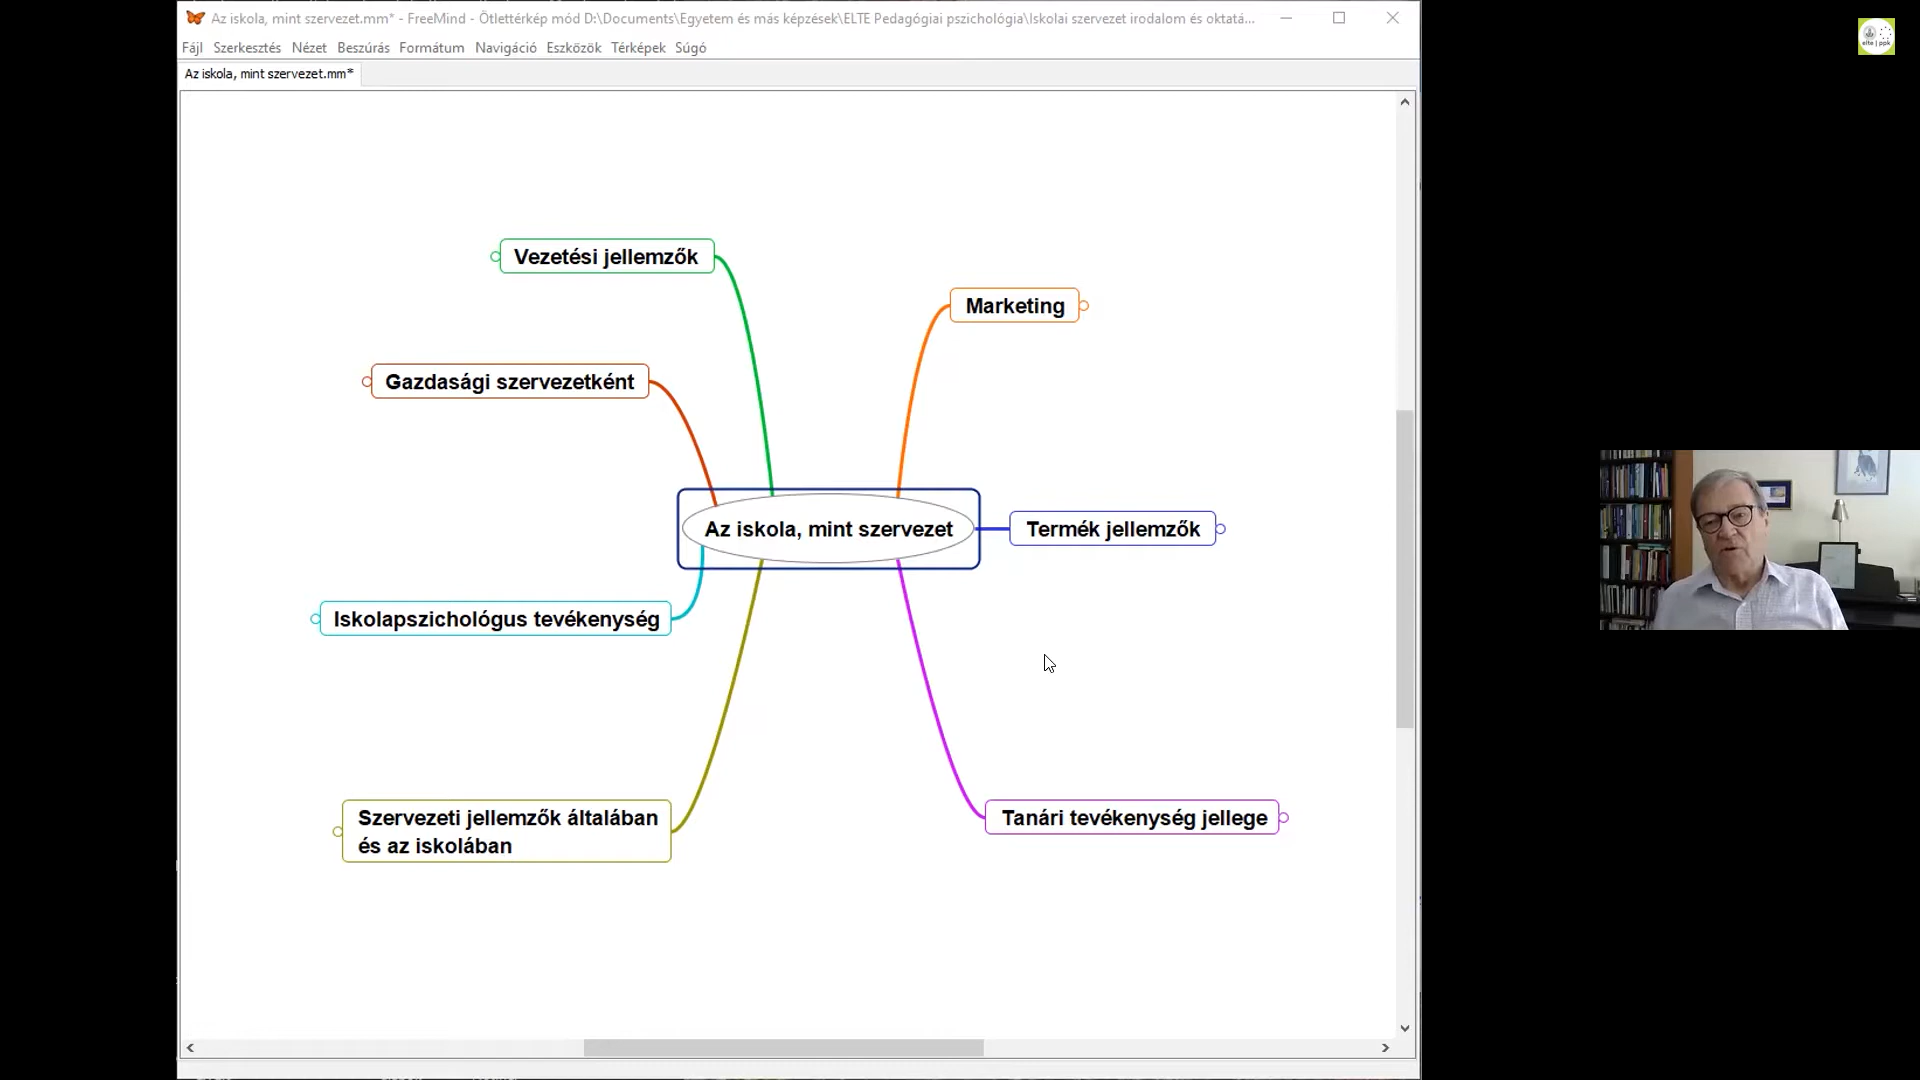 Az iskola, mint szervezet.mm* - FreeMind - Ötlettérkép mód D:\Documents\Egyetem és más képzések\ELTE Pedagógiai pszichológia\Iskolai szervezet irodalom és oktatá...
Fájl Szerkesztés Nézet Beszúrás Formátum Navigáció Eszközök Térképek Súgó
Az iskola, mint szervezet.mm*
Vezetési jellemzők
Marketing
Gazdasági szervezetként
Az iskola, mint szervezet
Termék jellemzők
Iskolapszichológus tevékenység
Szervezeti jellemzők általában
és az iskolában
Tanári tevékenység jellege
elte | ppk